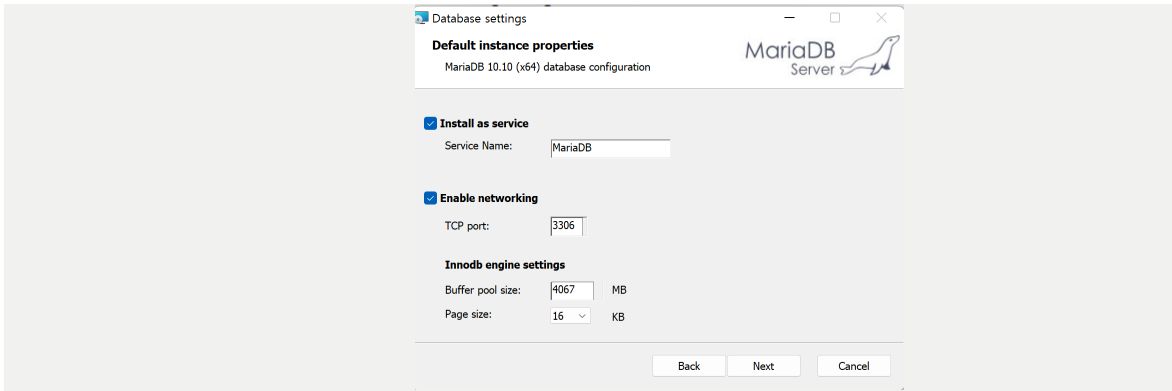 Database settings
Default instance properties
MariaDB 10.10 (x64) database configuration
MariaDB
Server
Install as service
Service Name: MariaDB
Enable networking
TCP port: 3306
Innodb engine settings
Buffer pool size: 4067 MB
Page size: 16 KB
Back Next Cancel